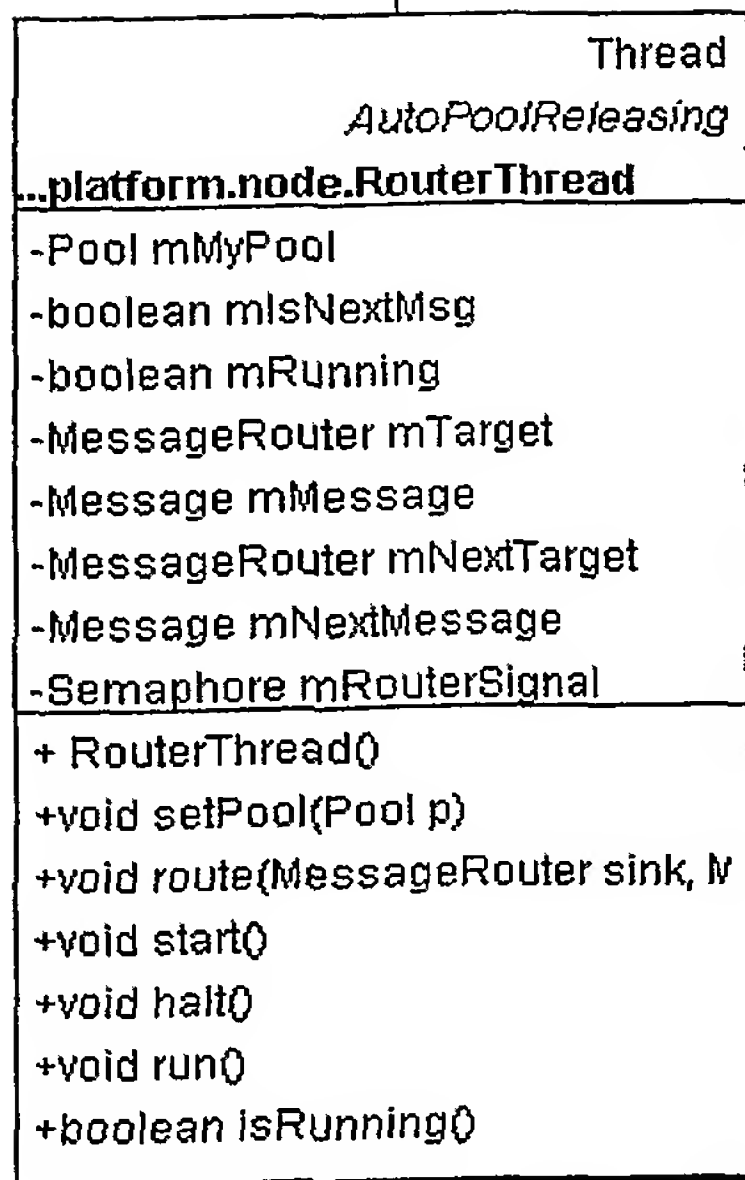 Thread
AutoPoolReleasing
...platform.node.RouterThread
-Pool mMyPool
-boolean mIsNextMsg
-boolean mRunning
-MessageRouter mTarget
-Message mMessage
-MessageRouter mNextTarget
-Message mNextMessage
-Semaphore mRouterSignal
+ RouterThread()
+void setPool(Pool p)
+void route(MessageRouter sink, M
+void start()
+void halt()
+void run()
+boolean isRunning()